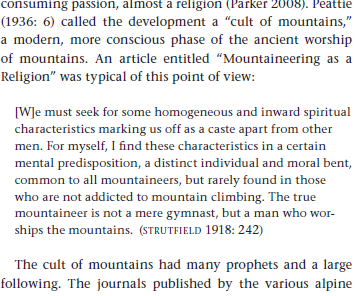 consuming passion, almost a religion (Parker 2008). Peattie
(1936: 6) called the development a “cult of mountains,”
a modern, more conscious phase of the ancient worship
of mountains. An article entitled “Mountaineering as a
Religion” was typical of this point of view:
[W]e must seek for some homogeneous and inward spiritual
characteristics marking us off as a caste apart from other
men. For myself, I find these characteristics in a certain
mental predisposition, a distinct individual and moral bent,
common to all mountaineers, but rarely found in those
who are not addicted to mountain climbing. The true
mountaineer is not a mere gymnast, but a man who wor-
ships the mountains. (STRUTFIELD 1918: 242)
The cult of mountains had many prophets and a large
following. The journals published by the various alpine